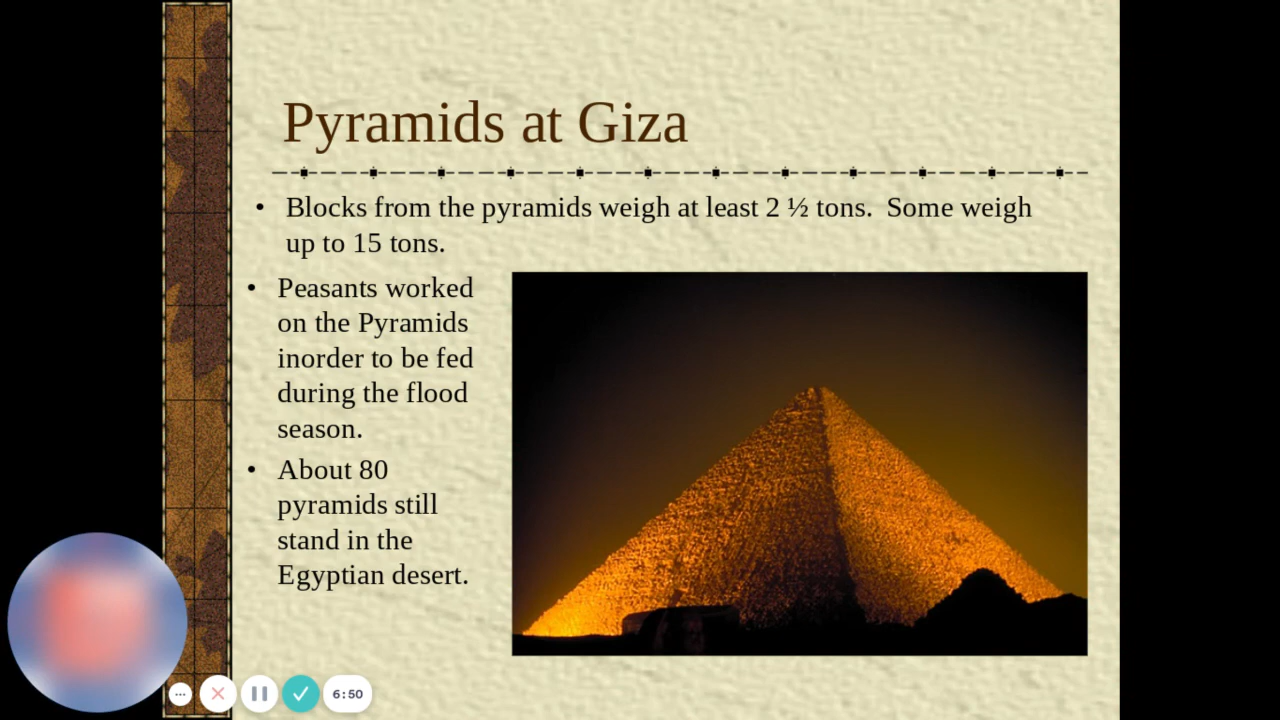 Pyramids at Giza
• Blocks from the pyramids weigh at least 2 ½ tons.  Some weigh
up to 15 tons.
• Peasants worked
on the Pyramids
inorder to be fed
during the flood
season.
• About 80
pyramids still
stand in the
Egyptian desert.
6:50